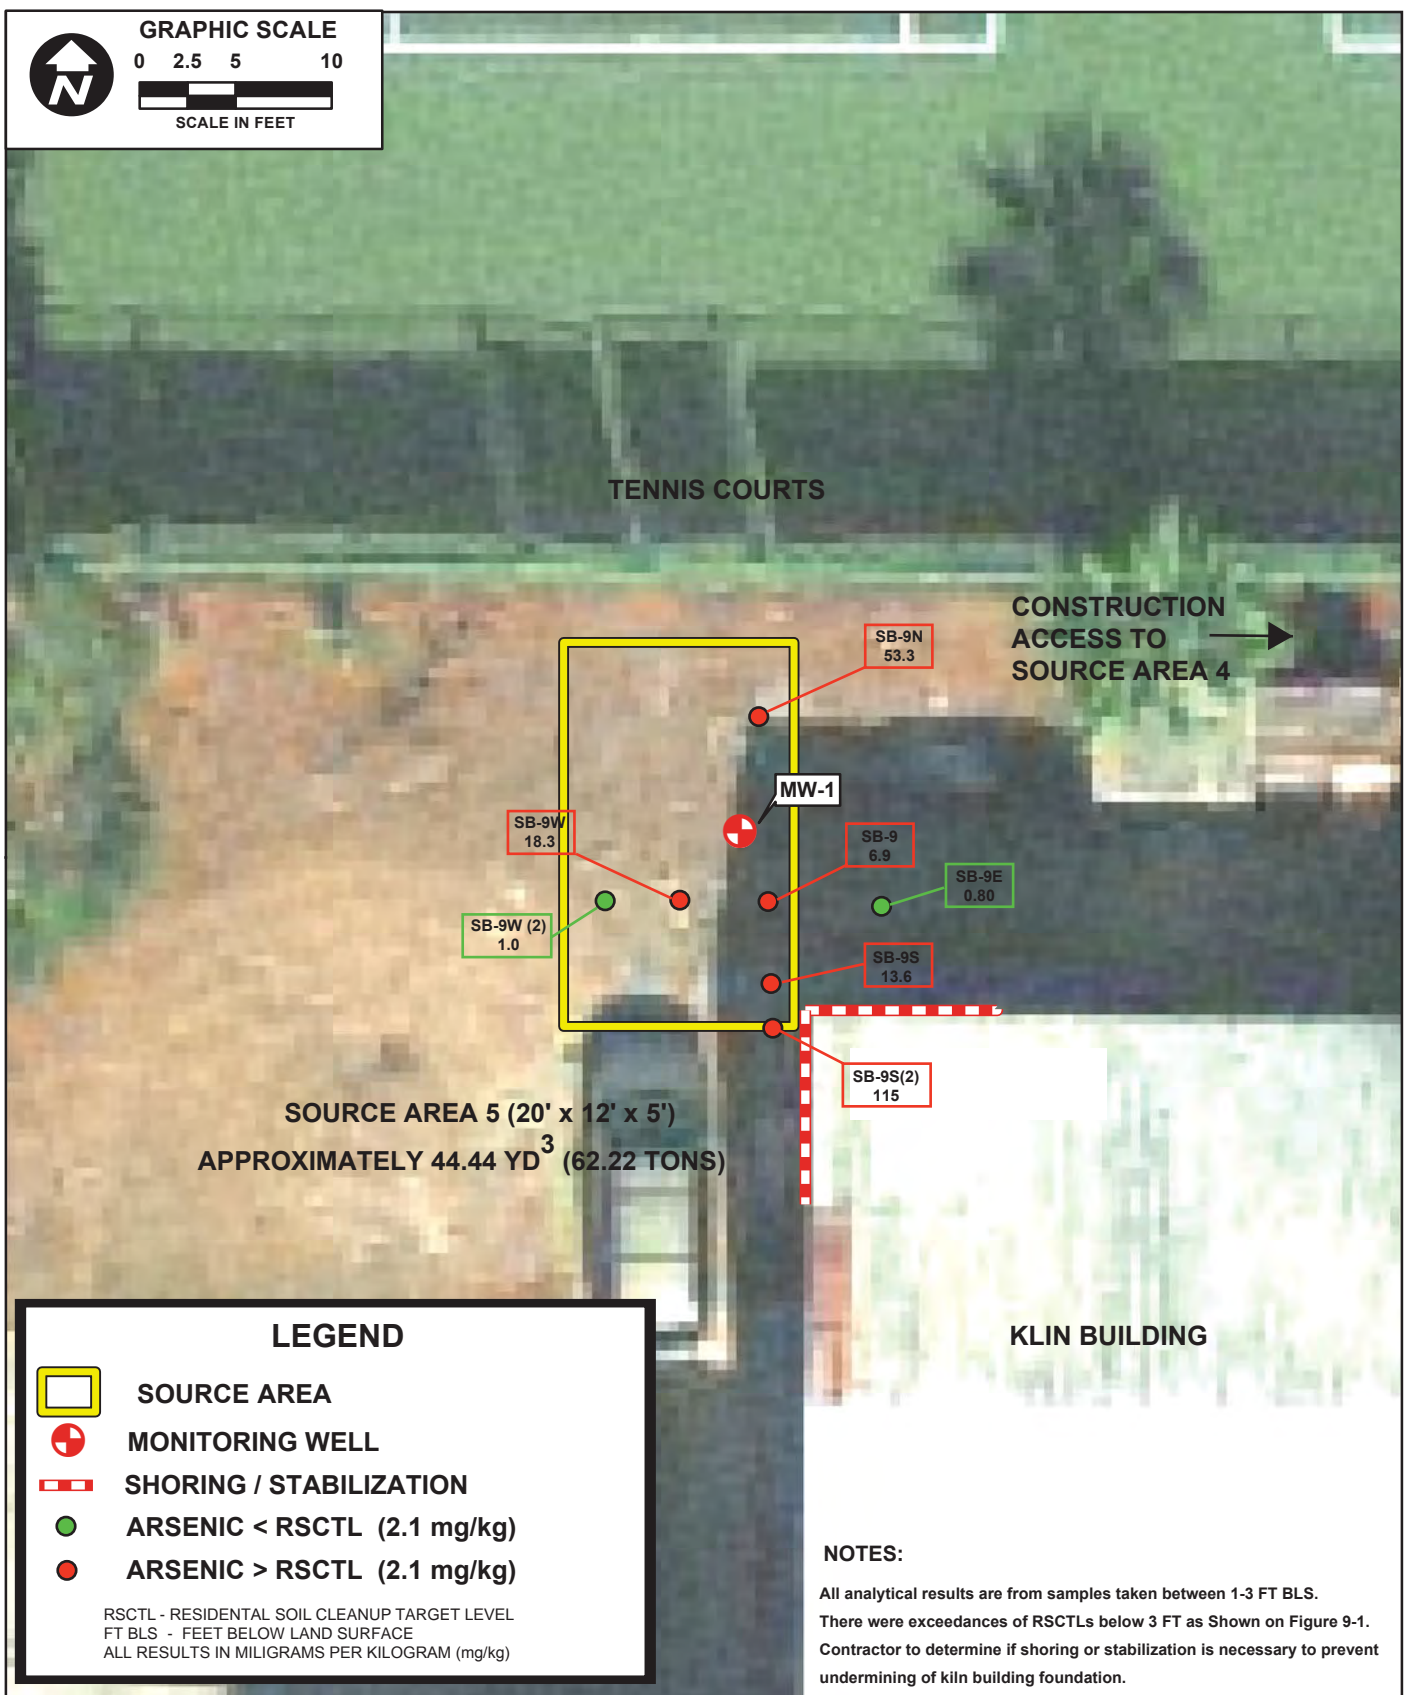 GRAPHIC SCALE
0 2.5 5 10
SCALE IN FEET
N
TENNIS COURTS
CONSTRUCTION
ACCESS TO
SOURCE AREA 4
SB-9N
53.3
MW-1
SB-9W
18.3
SB-9
6.9
SB-9E
0.80
SB-9W (2)
1.0
SB-9S
13.6
SB-9S(2)
115
SOURCE AREA 5 (20' x 12' x 5')
APPROXIMATELY 44.44 YD3 (62.22 TONS)
KLIN BUILDING
LEGEND
SOURCE AREA
MONITORING WELL
SHORING / STABILIZATION
ARSENIC < RSCTL (2.1 mg/kg)
ARSENIC > RSCTL (2.1 mg/kg)
RSCTL - RESIDENTAL SOIL CLEANUP TARGET LEVEL
FT BLS - FEET BELOW LAND SURFACE
ALL RESULTS IN MILIGRAMS PER KILOGRAM (mg/kg)
NOTES:
All analytical results are from samples taken between 1-3 FT BLS.
There were exceedances of RSCTLs below 3 FT as Shown on Figure 9-1.
Contractor to determine if shoring or stabilization is necessary to prevent
undermining of kiln building foundation.